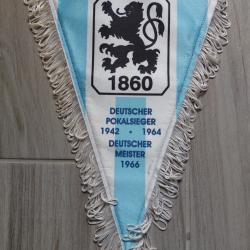 1860
DEUTSCHER
POKALSIEGER
1942 • 1964
DEUTSCHER
MEISTER
1966